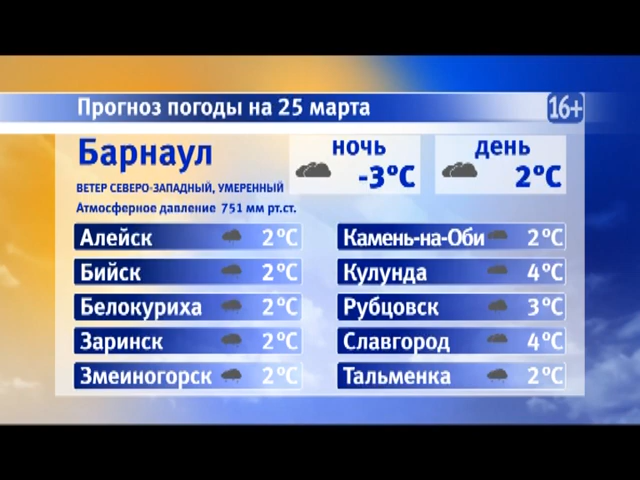 Прогноз погоды на 25 марта 16+
Барнаул
ночь -3°C
день 2°C
ВЕТЕР СЕВЕРО-ЗАПАДНЫЙ, УМЕРЕННЫЙ
Атмосферное давление 751 мм рт.ст.
Алейск 2°C
Бийск 2°C
Белокуриха 2°C
Заринск 2°C
Змеиногорск 2°C
Камень-на-Оби 2°C
Кулунда 4°C
Рубцовск 3°C
Славгород 4°C
Тальменка 2°C